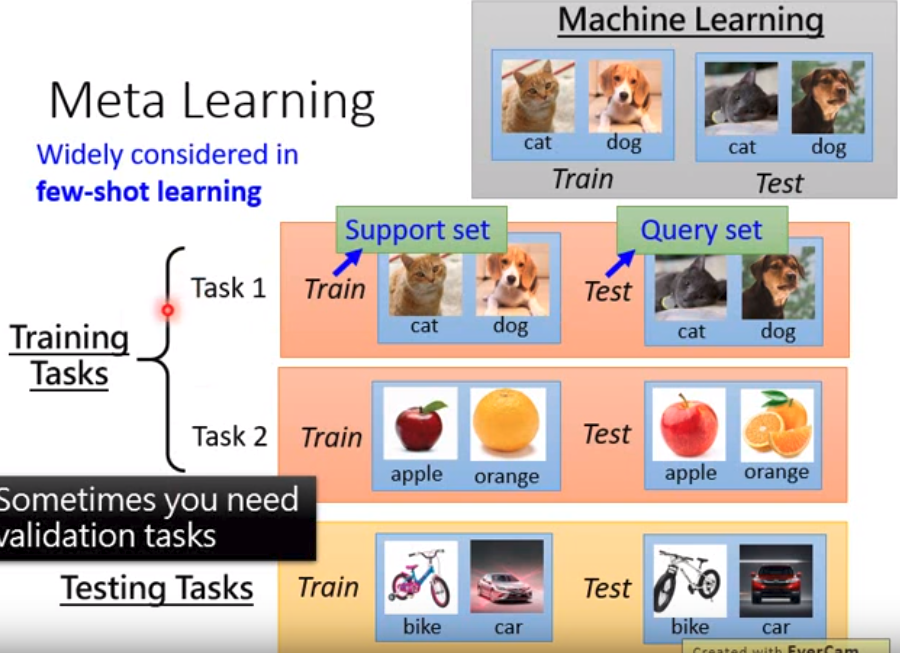 Machine Learning
cat dog cat dog
Train Test
Meta Learning
Widely considered in
few-shot learning
Support set Query set
Task 1 Train Test
cat dog cat dog
Training
Tasks
Task 2 Train Test
apple orange apple orange
Sometimes you need
validation tasks
Testing Tasks Train Test
bike car bike car
Created with EverCam